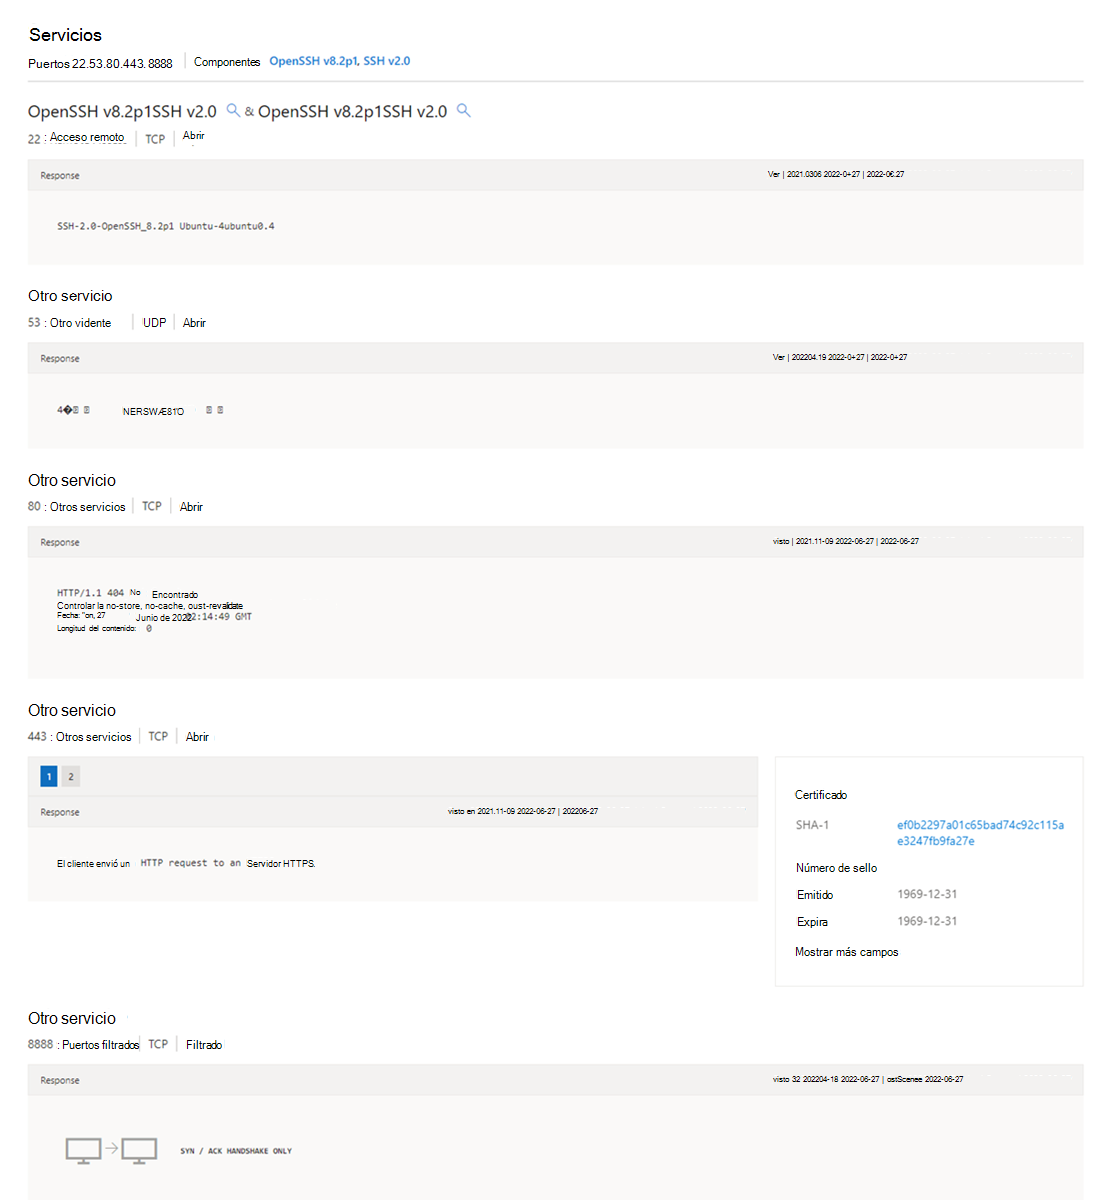 Servicios
Puertos 22.53.80.443. 8888 Componentes OpenSSH v8.2p1, SSH v2.0
OpenSSH v8.2p1SSH v2.0 & OpenSSH v8.2p1SSH v2.0
22 : Acceso remoto TCP Abrir
Response Ver | 2021.0306 2022-0+27 | 2022-0€.27
SSH-2.0-OpenSSH_8.2p1 Ubuntu-4ubuntu0.4
Otro servicio
53 : Otro vidente UDP Abrir
Response Ver | 202204.19 2022-0+27 | 2022-0+27
4 NERSWÆ81'O
Otro servicio
80 : Otros servicios TCP Abrir
Response visto | 2021.11-09 2022-06-27 | 2022-06-27
HTTP/1.1 404 No Encontrado
Controlar la no-store, no-cache, oust-revalidate
Fecha: "on, 27 Junio de 2022 02:14:49 GMT
Longitud del contenido: 0
Otro servicio
443 : Otros servicios TCP Abrir
1 2
Response visto en 2021.11-09 2022-06-27 | 202206-27
El cliente envió un HTTP request to an Servidor HTTPS.
Certificado
SHA-1 ef0b2297a01c65bad74c92c115a
e3247fb9fa27e
Número de sello
Emitido 1969-12-31
Expira 1969-12-31
Mostrar más campos
Otro servicio
8888 : Puertos filtrados TCP Filtrado
Response visto 32 202204-18 2022-06-27 | ostScenee 2022-06-27
SYN / ACK HANDSHAKE ONLY